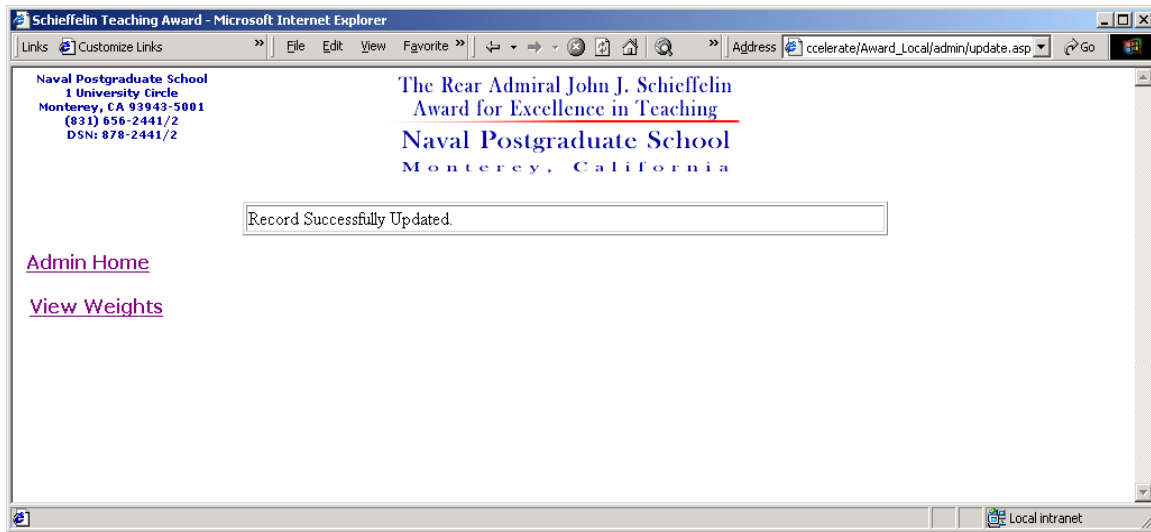 Schieffelin Teaching Award - Microsoft Internet Explorer
Links Customize Links » File Edit View Favorite » » Address ccelerate/Award_Local/admin/update.asp Go
Naval Postgraduate School
1 University Circle
Monterey, CA 93943-5001
(831) 656-2441/2
DSN: 878-2441/2
The Rear Admiral John J. Schieffelin
Award for Excellence in Teaching
Naval Postgraduate School
Monterey, California
Record Successfully Updated.
Admin Home
View Weights
Local intranet